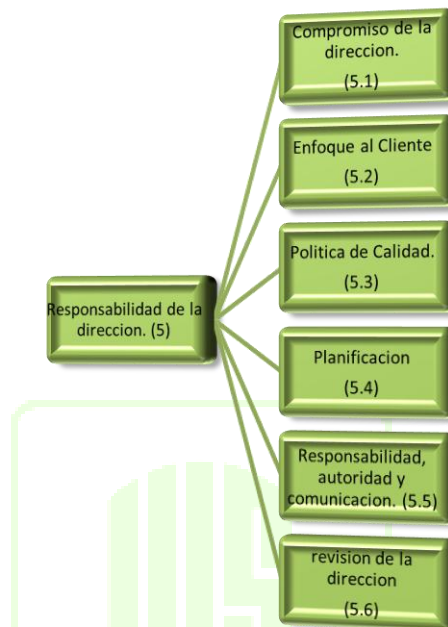 Compromiso de la
direccion.
(5.1)
Enfoque al Cliente
(5.2)
Politica de Calidad.
(5.3)
Responsabilidad de la
direccion. (5)
Planificacion
(5.4)
Responsabilidad,
autoridad y
comunicacion. (5.5)
revision de la
direccion
(5.6)